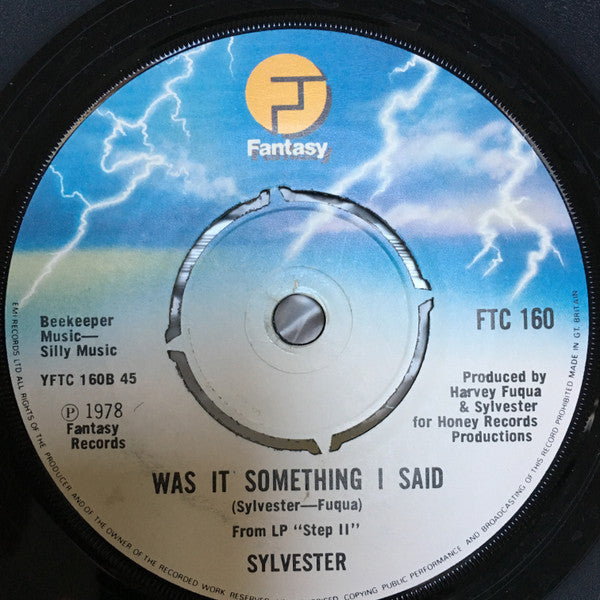 Fantasy
Beekeeper
Music—
Silly Music
YFTC 160B 45
℗ 1978
Fantasy
Records
FTC 160
Produced by
Harvey Fuqua
& Sylvester
for Honey Records
Productions
WAS IT SOMETHING I SAID
(Sylvester—Fuqua)
From LP "Step II"
SYLVESTER
EMI RECORDS LTD ALL RIGHTS OF THE PRODUCER AND OF THE OWNER OF THE RECORDED WORK RESERVED
COPYING PUBLIC PERFORMANCE AND BROADCASTING OF THIS RECORD PROHIBITED MADE IN GT. BRITAIN